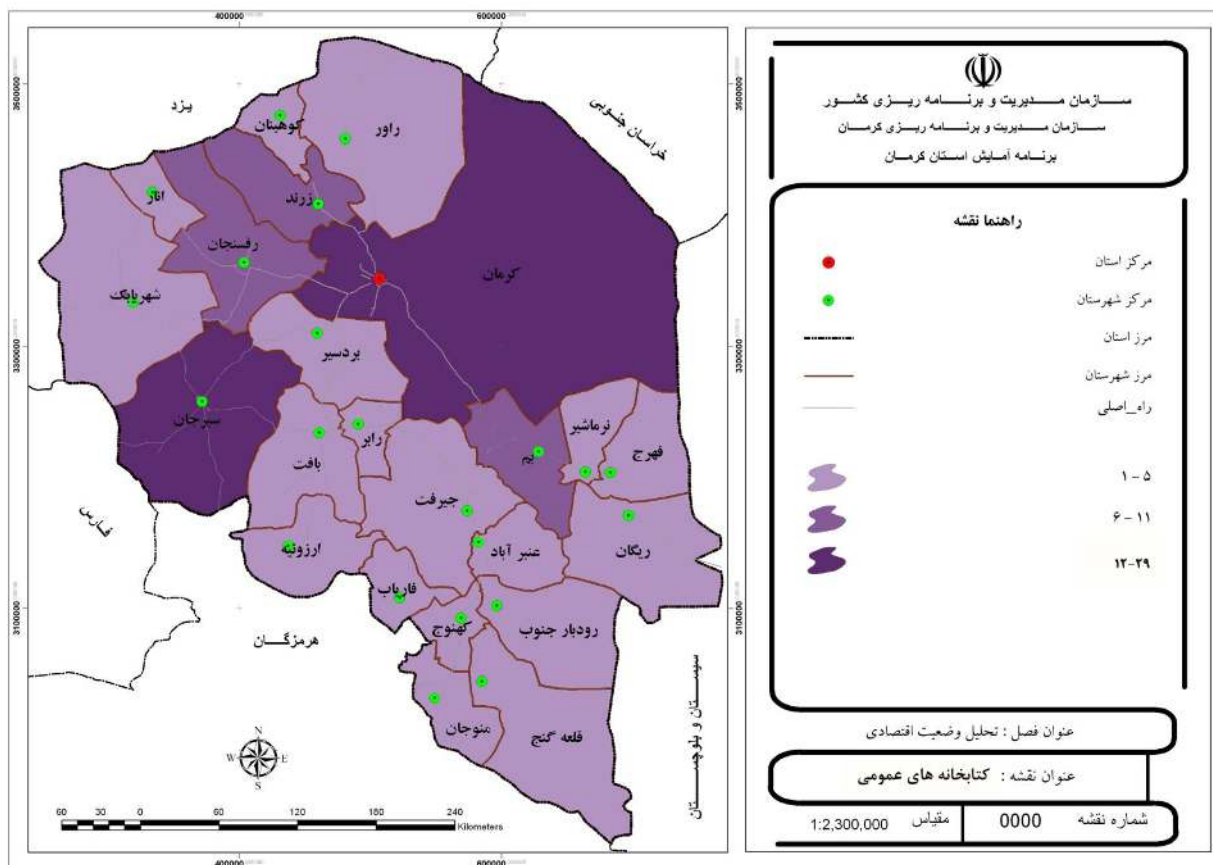 400000
600000
3500000
3300000
3100000
یزد
خراسان جنوبی
کوهبنان
راور
انار
زرند
رفسنجان
کرمان
شهربابک
بردسیر
سیرجان
رابر
بافت
نرماشیر
فهرج
بم
جیرفت
ریگان
عنبر آباد
ارزوئیه
فاریاب
کهنوج
رودبار جنوب
منوجان
قلعه گنج
فارس
هرمزگان
سیستان و بلوچستان
N
W E
S
60 30 0 60 120 180 240
Kilometers
400000
600000
3500000
3300000
3100000
سازمان مدیریت و برنامه ریزی کشور
سازمان مدیریت و برنامه ریزی کرمان
برنامه آمایش استان کرمان
راهنما نقشه
مرکز استان
مرکز شهرستان
مرز استان
مرز شهرستان
راه_اصلی
۱ - ۵
۶ - ۱۱
۱۲-۲۹
عنوان فصل : تحلیل وضعیت اقتصادی
عنوان نقشه : کتابخانه های عمومی
شماره نقشه 0000 مقیاس 1:2,300,000